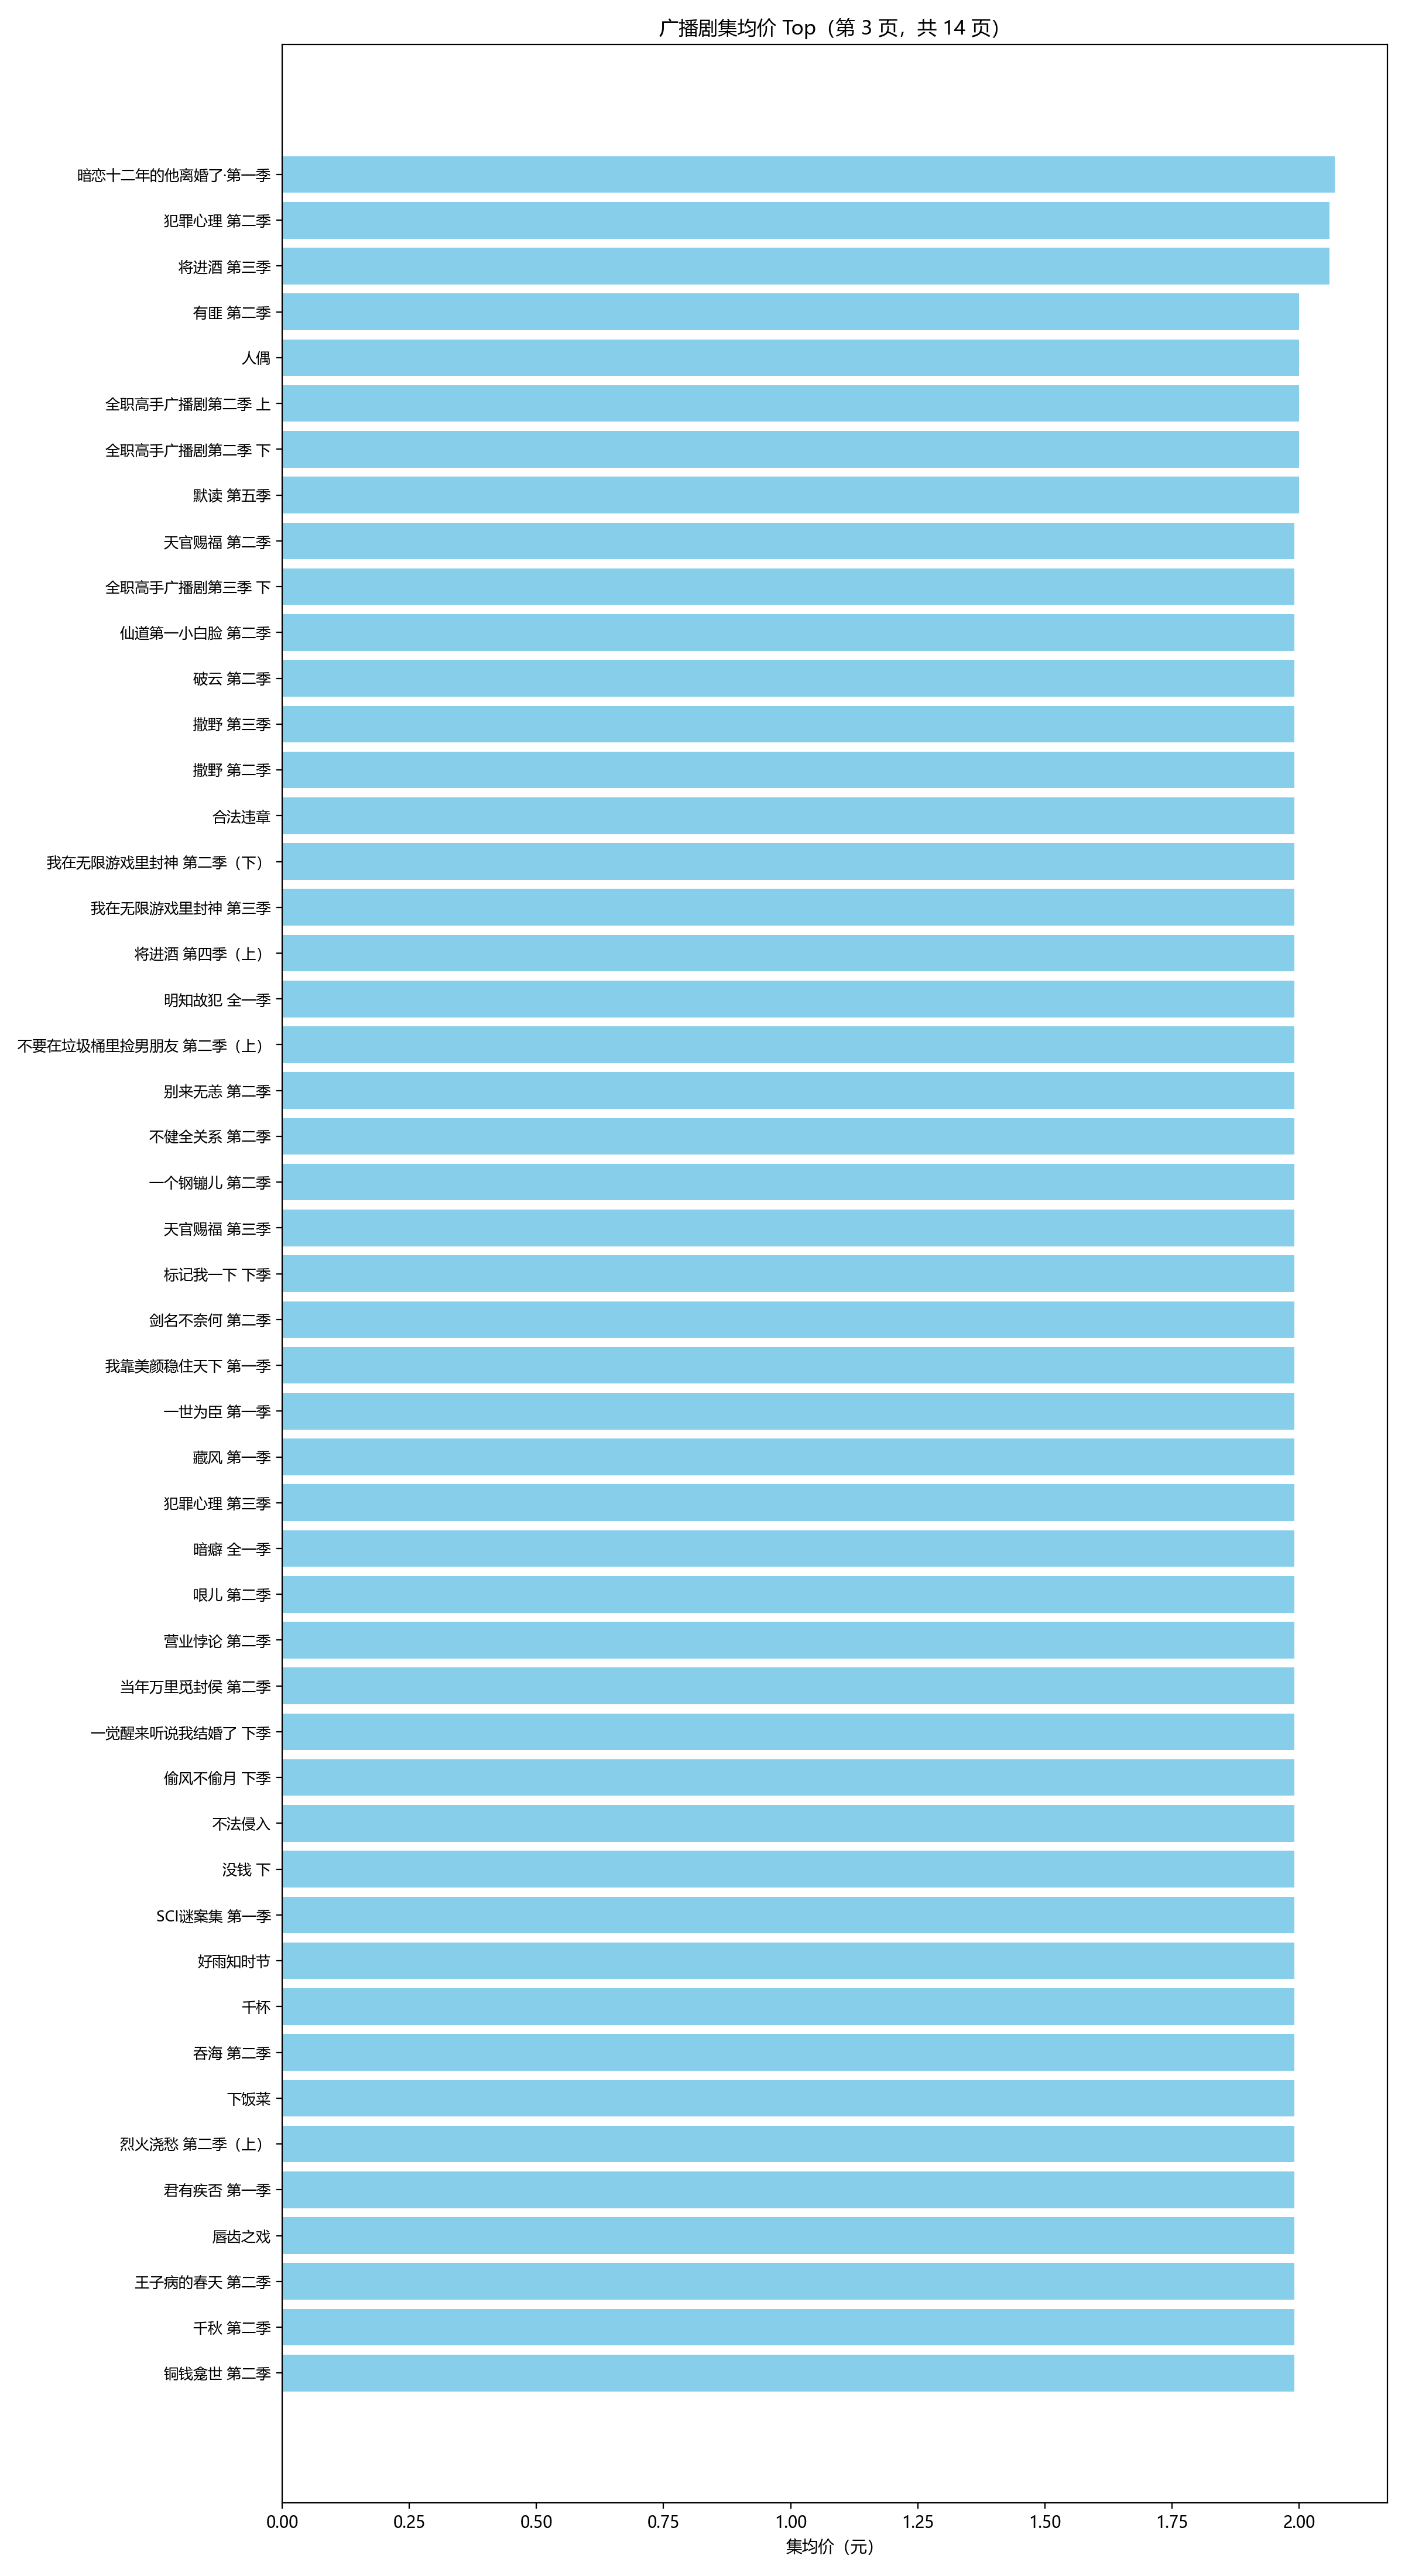 广播剧集均价 Top（第 3 页，共 14 页）
暗恋十二年的他离婚了·第一季
犯罪心理 第二季
将进酒 第三季
有匪 第二季
人偶
全职高手广播剧第二季 上
全职高手广播剧第二季 下
默读 第五季
天官赐福 第二季
全职高手广播剧第三季 下
仙道第一小白脸 第二季
破云 第二季
撒野 第三季
撒野 第二季
合法违章
我在无限游戏里封神 第二季（下）
我在无限游戏里封神 第三季
将进酒 第四季（上）
明知故犯 全一季
不要在垃圾桶里捡男朋友 第二季（上）
别来无恙 第二季
不健全关系 第二季
一个钢镚儿 第二季
天官赐福 第三季
标记我一下 下季
剑名不奈何 第二季
我靠美颜稳住天下 第一季
一世为臣 第一季
藏风 第一季
犯罪心理 第三季
暗癖 全一季
哏儿 第二季
营业悖论 第二季
当年万里觅封侯 第二季
一觉醒来听说我结婚了 下季
偷风不偷月 下季
不法侵入
没钱 下
SCI谜案集 第一季
好雨知时节
千杯
吞海 第二季
下饭菜
烈火浇愁 第二季（上）
君有疾否 第一季
唇齿之戏
王子病的春天 第二季
千秋 第二季
铜钱龛世 第二季
0.00 0.25 0.50 0.75 1.00 1.25 1.50 1.75 2.00
集均价（元）